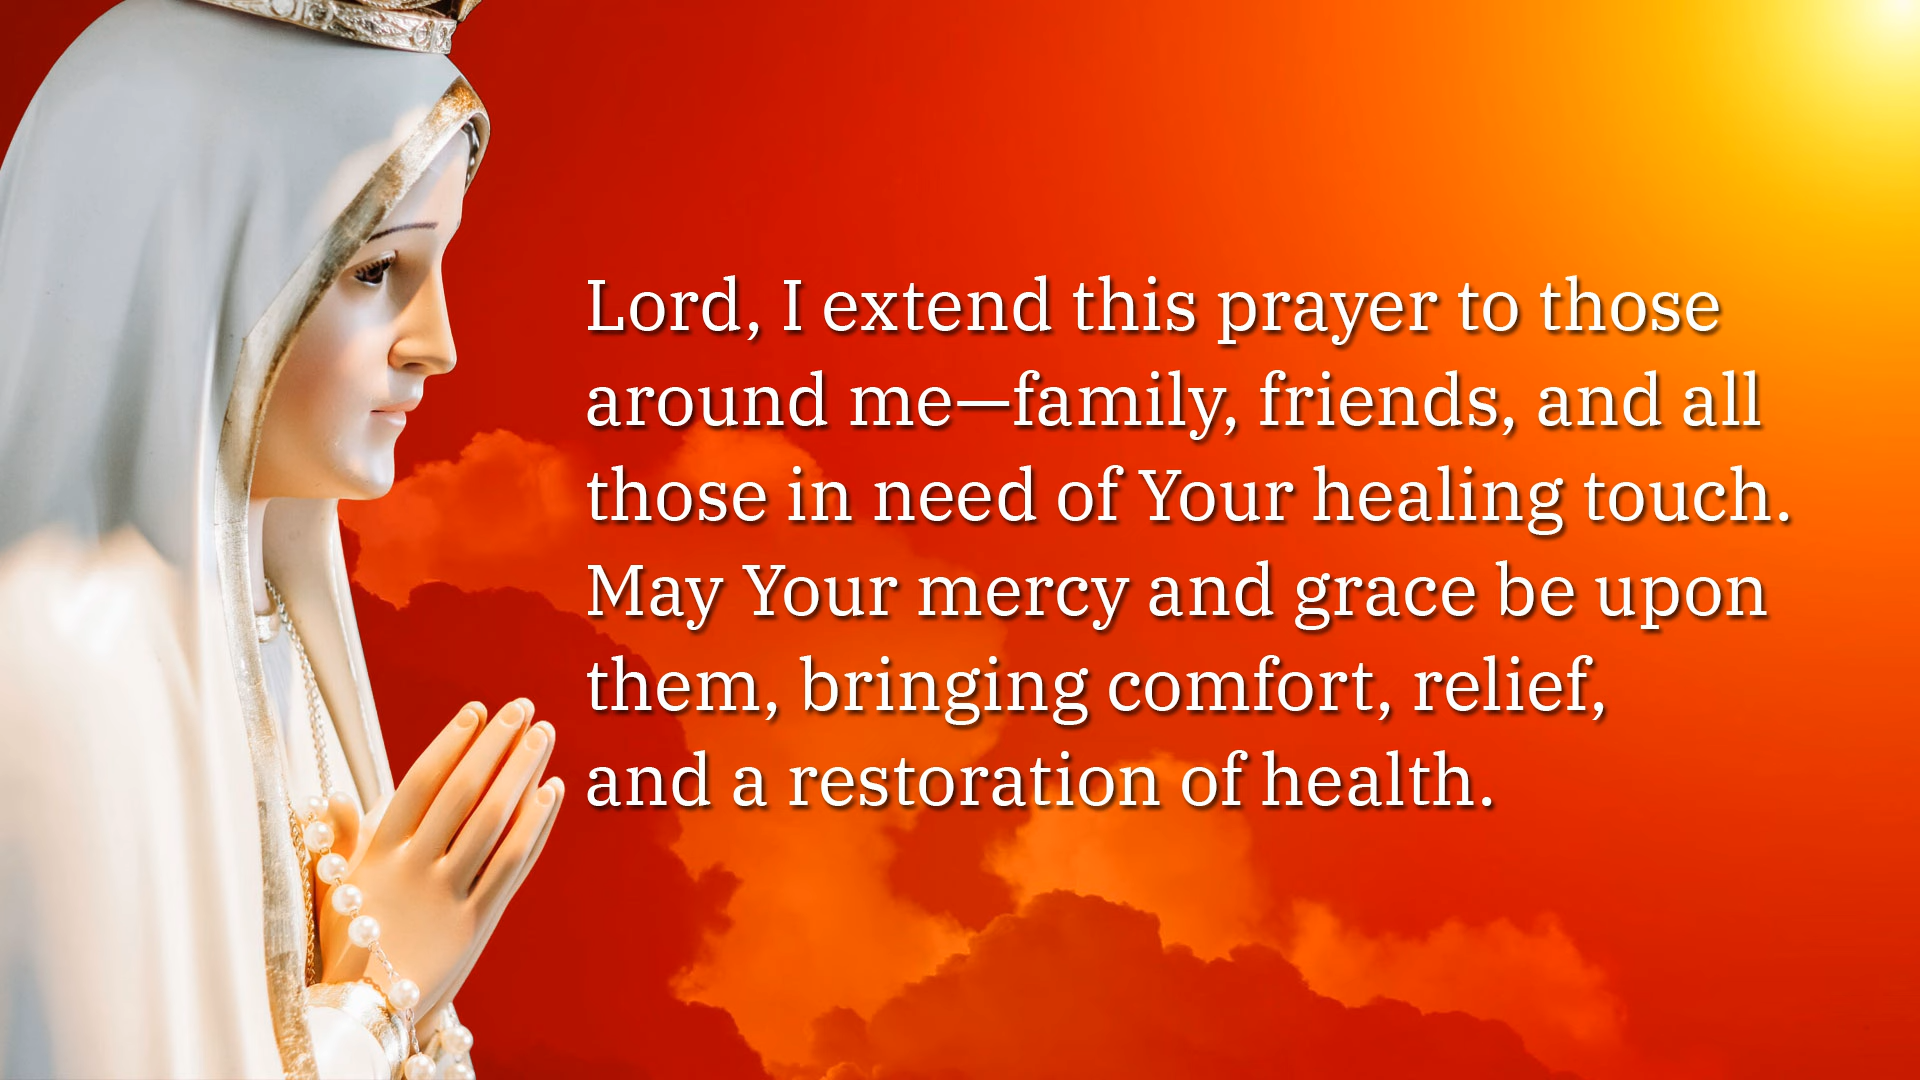 Lord, I extend this prayer to those
around me—family, friends, and all
those in need of Your healing touch.
May Your mercy and grace be upon
them, bringing comfort, relief,
and a restoration of health.